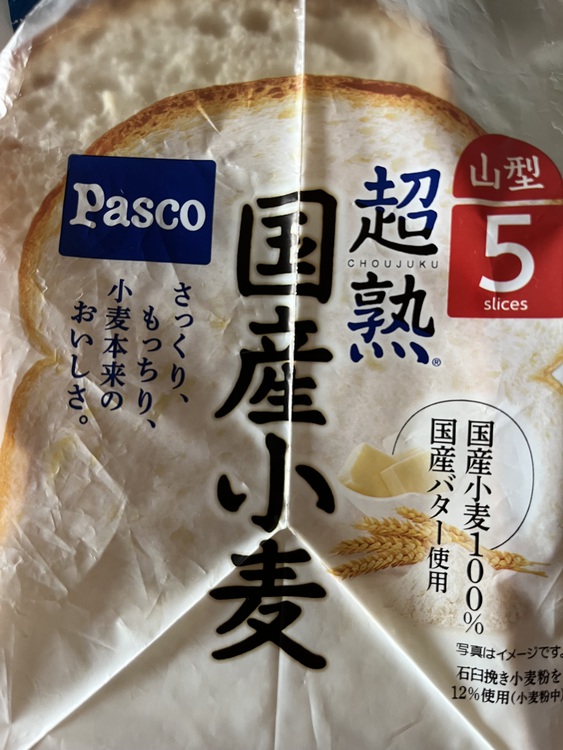 Pasco
超熟
CHOUJUKU
®
国産小麦
山型
5
slices
さっくり、
もっちり、
小麦本来の
おいしさ。
国産小麦100%
国産バター使用
写真はイメージです。
石臼挽き小麦粉を
12%使用(小麦粉中)